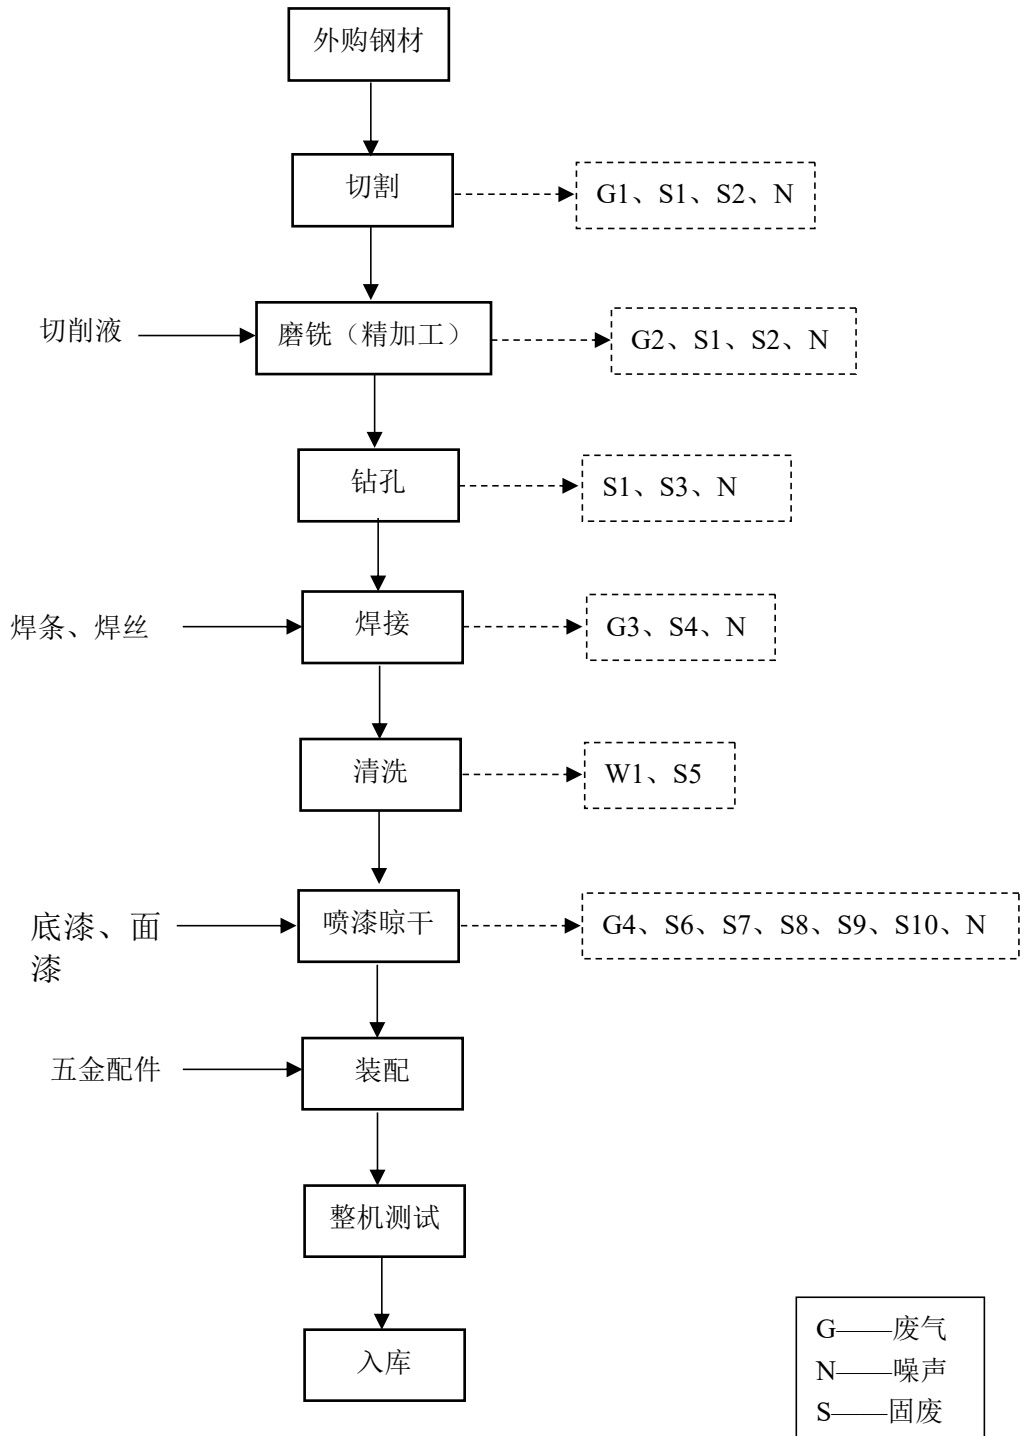 外购钢材
切割
G1、S1、S2、N
切削液
磨铣（精加工）
G2、S1、S2、N
钻孔
S1、S3、N
焊条、焊丝
焊接
G3、S4、N
清洗
W1、S5
底漆、面
漆
喷漆晾干
G4、S6、S7、S8、S9、S10、N
五金配件
装配
整机测试
入库
G——废气
N——噪声
S——固废